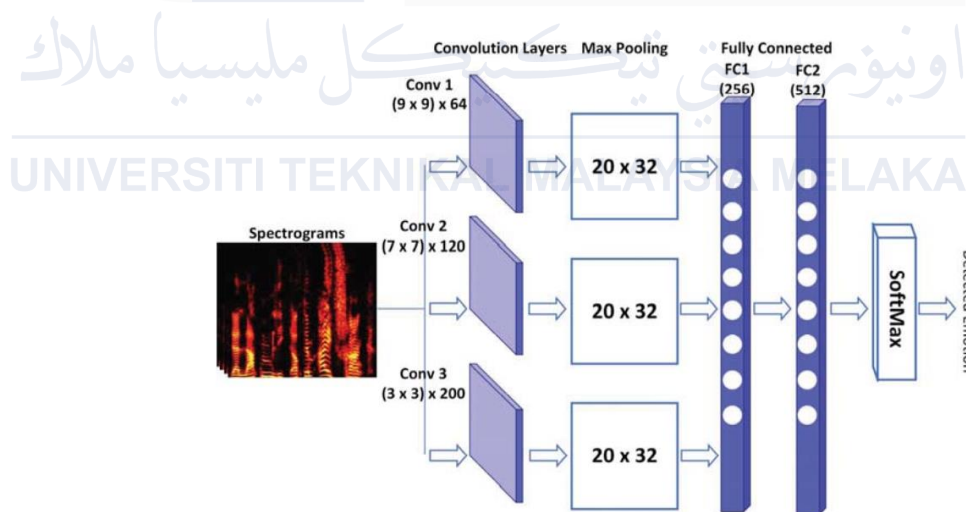 اونيۏرسيتي تيكنيكل مليسيا ملاك
UNIVERSITI TEKNIKAL MALAYSIA MELAKA
Convolution Layers
Max Pooling
Fully Connected
FC1
(256)
FC2
(512)
Conv 1
(9 x 9) x 64
20 x 32
Spectrograms
Conv 2
(7 x 7) x 120
20 x 32
Conv 3
(3 x 3) x 200
20 x 32
SoftMax